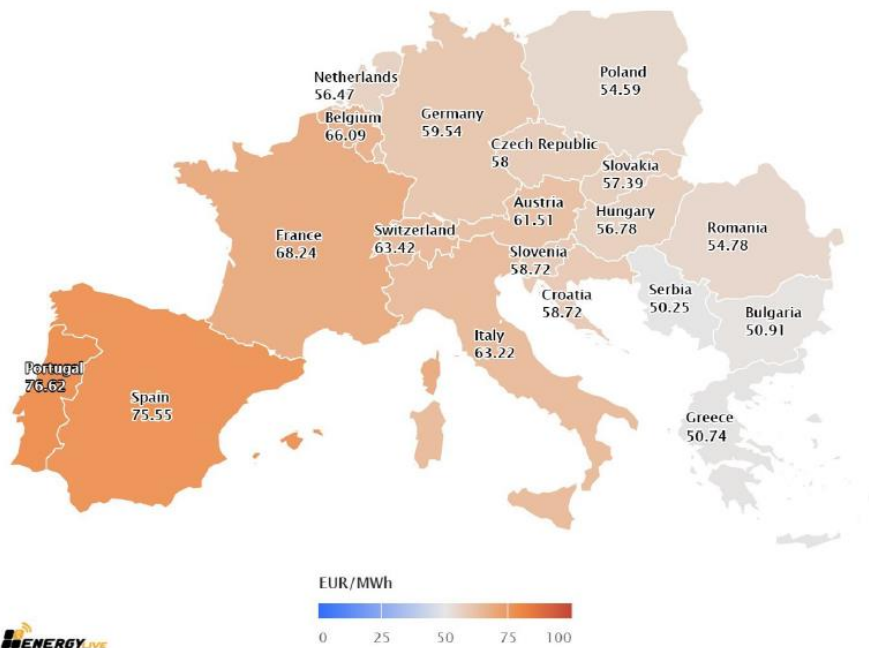 Netherlands
56.47
Belgium
66.09
Germany
59.54
Poland
54.59
Czech Republic
58
Slovakia
57.39
Austria
61.51
Hungary
56.78
France
68.24
Switzerland
63.42
Slovenia
58.72
Romania
54.78
Croatia
58.72
Serbia
50.25
Bulgaria
50.91
Italy
63.22
Portugal
76.62
Spain
75.55
Greece
50.74
EUR/MWh
0 25 50 75 100
ENERGY LIVE